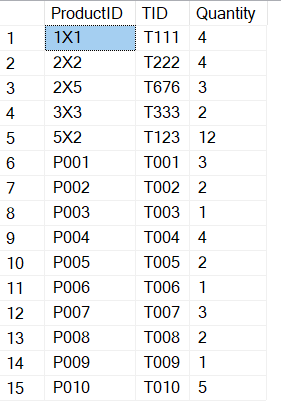 ProductID TID Quantity
1 1X1 T111 4
2 2X2 T222 4
3 2X5 T676 3
4 3X3 T333 2
5 5X2 T123 12
6 P001 T001 3
7 P002 T002 2
8 P003 T003 1
9 P004 T004 4
10 P005 T005 2
11 P006 T006 1
12 P007 T007 3
13 P008 T008 2
14 P009 T009 1
15 P010 T010 5